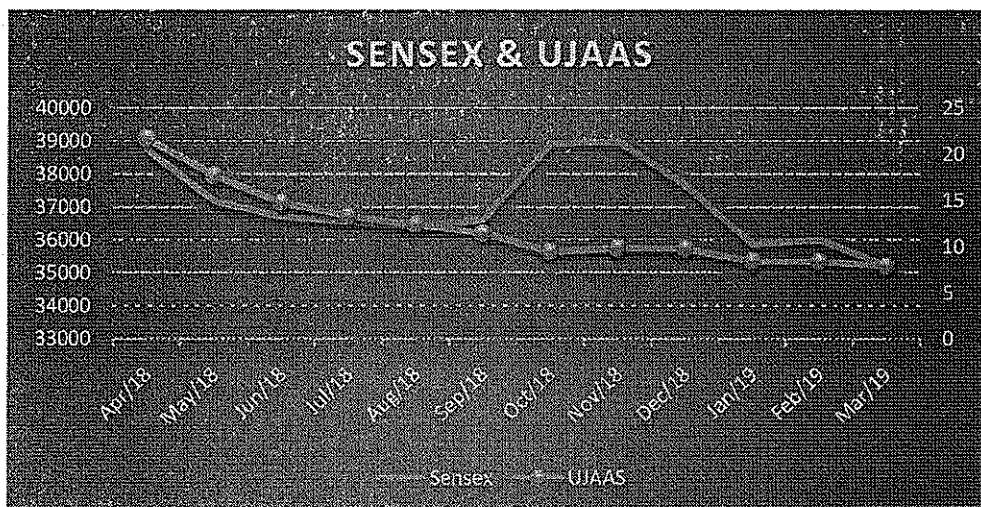 SENSEX & UJAAS
40000 25
39000 20
38000
37000 15
36000 10
35000
34000 5
33000 0
Apr/18 May/18 Jun/18 Jul/18 Aug/18 Sep/18 Oct/18 Nov/18 Dec/18 Jan/19 Feb/19 Mar/19
Sensex UJAAS